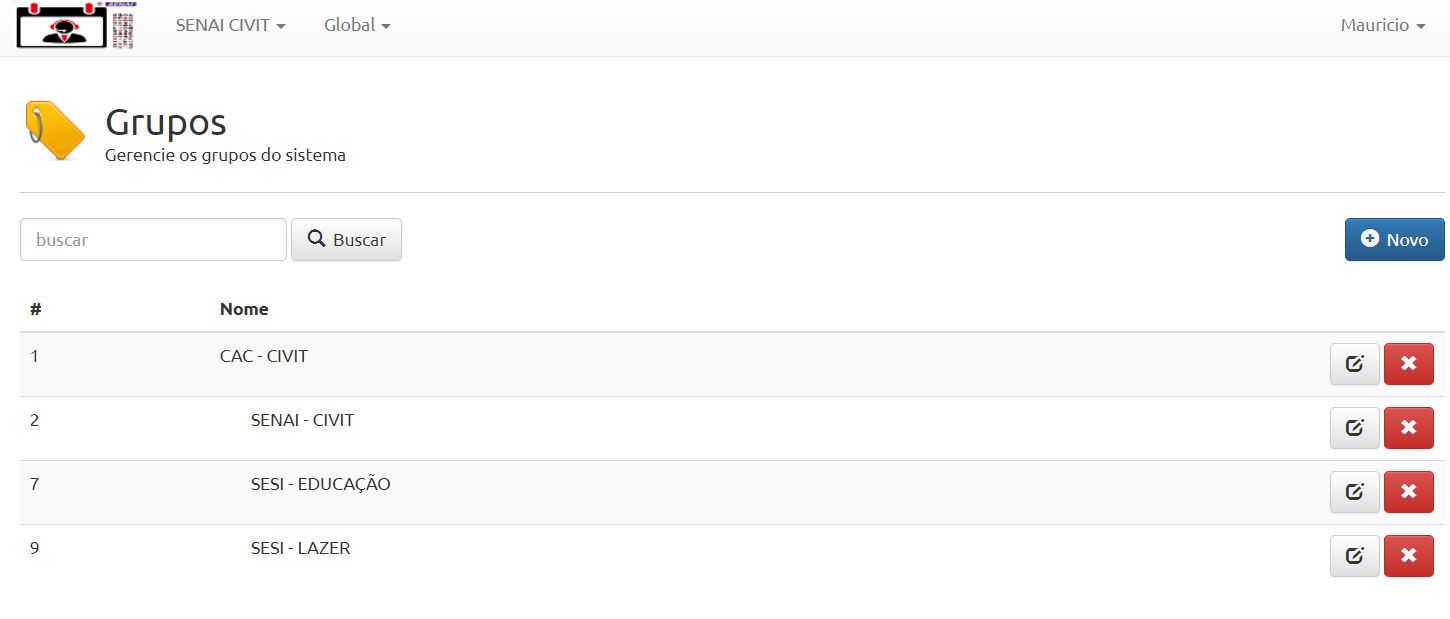 SENAI
SENAI CIVIT
Global
Mauricio
Grupos
Gerencie os grupos do sistema
buscar
Buscar
Novo
# Nome
1 CAC - CIVIT
2 SENAI - CIVIT
7 SESI - EDUCAÇÃO
9 SESI - LAZER